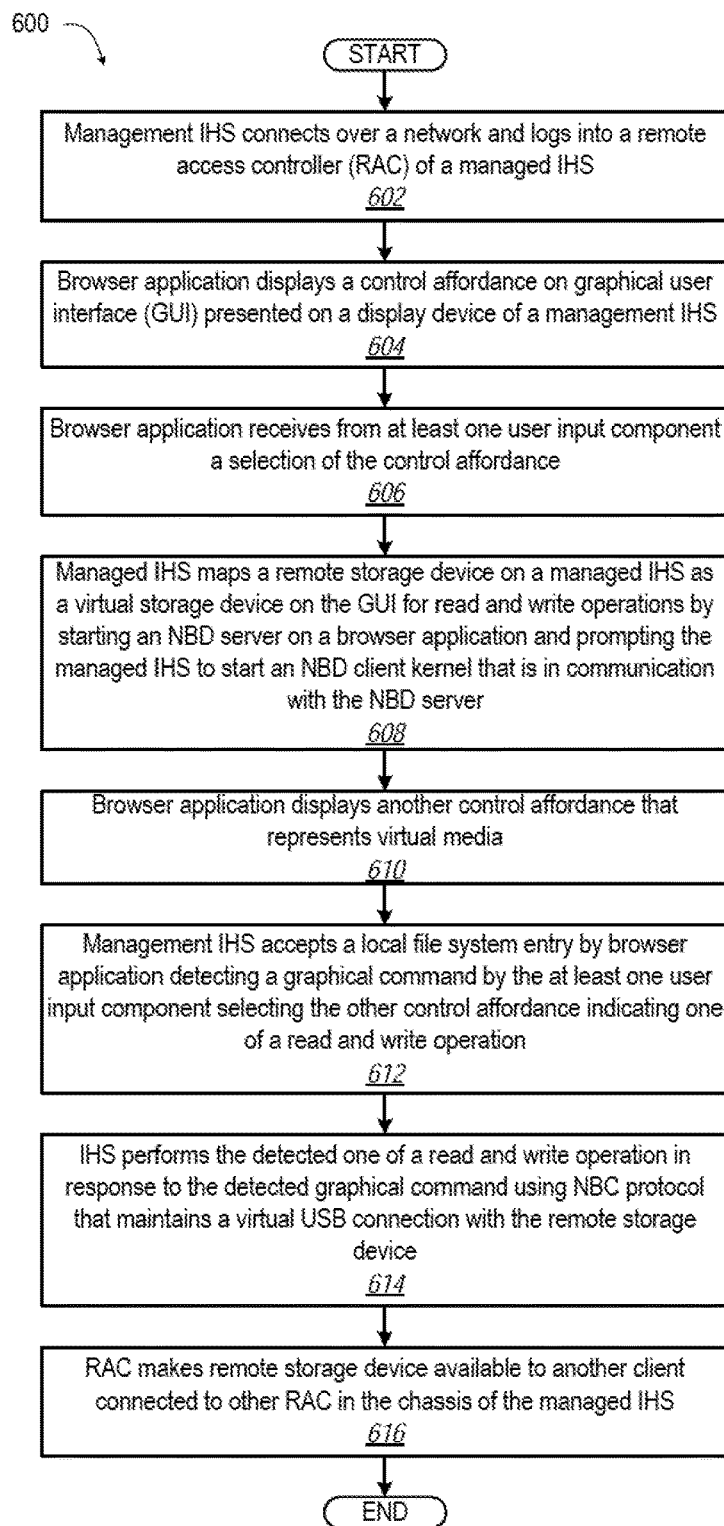 600
START
Management IHS connects over a network and logs into a remote
access controller (RAC) of a managed IHS
602
Browser application displays a control affordance on graphical user
interface (GUI) presented on a display device of a management IHS
604
Browser application receives from at least one user input component
a selection of the control affordance
606
Managed IHS maps a remote storage device on a managed IHS as
a virtual storage device on the GUI for read and write operations by
starting an NBD server on a browser application and prompting the
managed IHS to start an NBD client kernel that is in communication
with the NBD server
608
Browser application displays another control affordance that
represents virtual media
610
Management IHS accepts a local file system entry by browser
application detecting a graphical command by the at least one user
input component selecting the other control affordance indicating one
of a read and write operation
612
IHS performs the detected one of a read and write operation in
response to the detected graphical command using NBC protocol
that maintains a virtual USB connection with the remote storage
device
614
RAC makes remote storage device available to another client
connected to other RAC in the chassis of the managed IHS
616
END